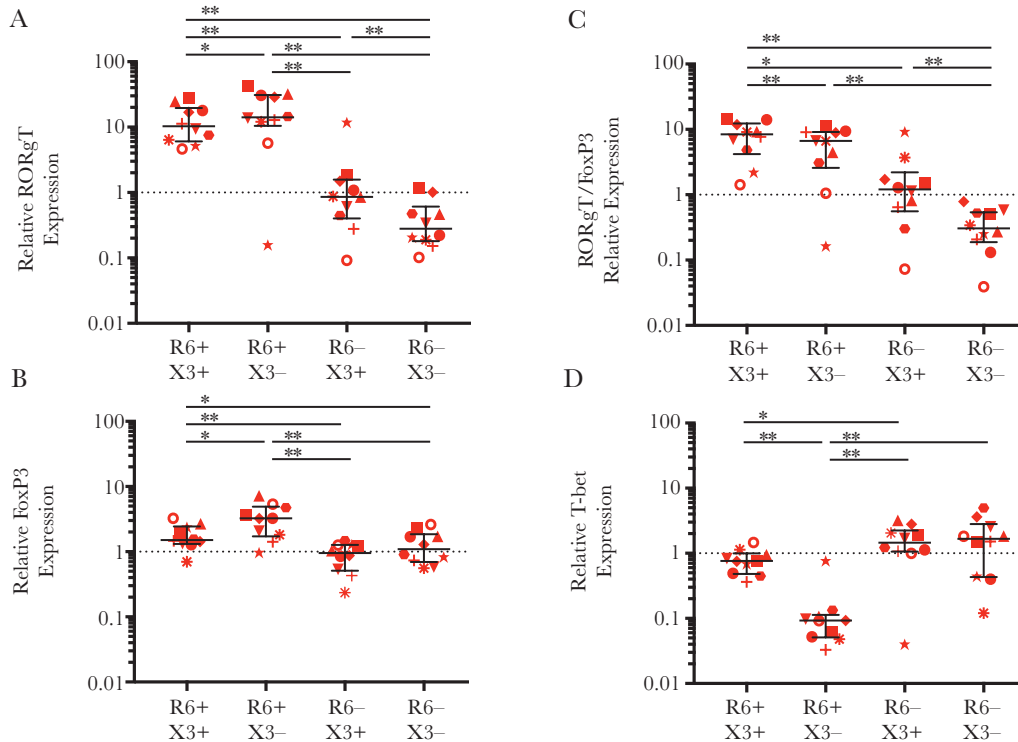 A
**
**
**
*
**
**
100
10
1
0.1
0.01
Relative RORgT
Expression
R6+
X3+
R6+
X3–
R6–
X3+
R6–
X3–
B
*
**
*
**
**
100
10
1
0.1
0.01
Relative FoxP3
Expression
R6+
X3+
R6+
X3–
R6–
X3+
R6–
X3–
C
**
*
**
**
**
100
10
1
0.1
0.01
RORgT/FoxP3
Relative Expression
R6+
X3+
R6+
X3–
R6–
X3+
R6–
X3–
D
*
**
**
**
100
10
1
0.1
0.01
Relative T-bet
Expression
R6+
X3+
R6+
X3–
R6–
X3+
R6–
X3–